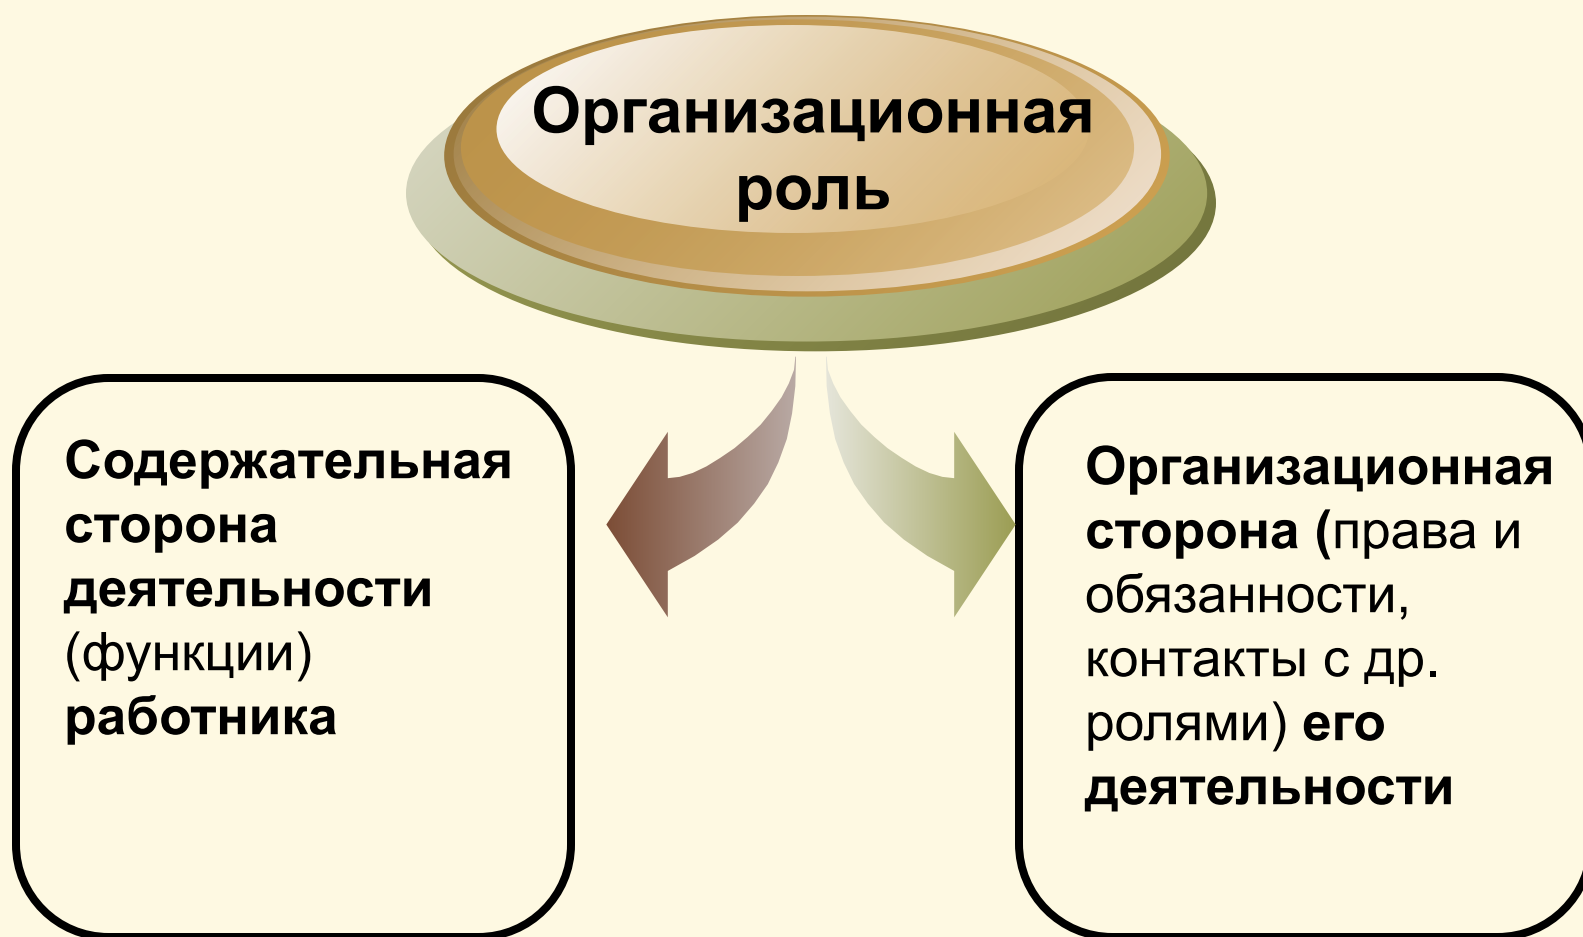 Организационная
роль
Содержательная
сторона
деятельности
(функции)
работника
Организационная
сторона (права и
обязанности,
контакты с др.
ролями) его
деятельности